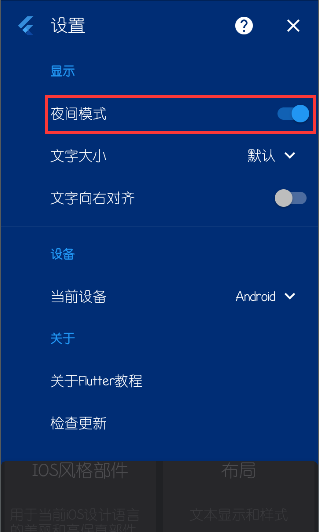 设置
显示
夜间模式
文字大小 默认
文字向右对齐
设备
当前设备 Android
关于
关于Flutter教程
检查更新
IOS风格部件 布局
用于当前iOS设计语言 文本显示和样式
的美感和高保真部件